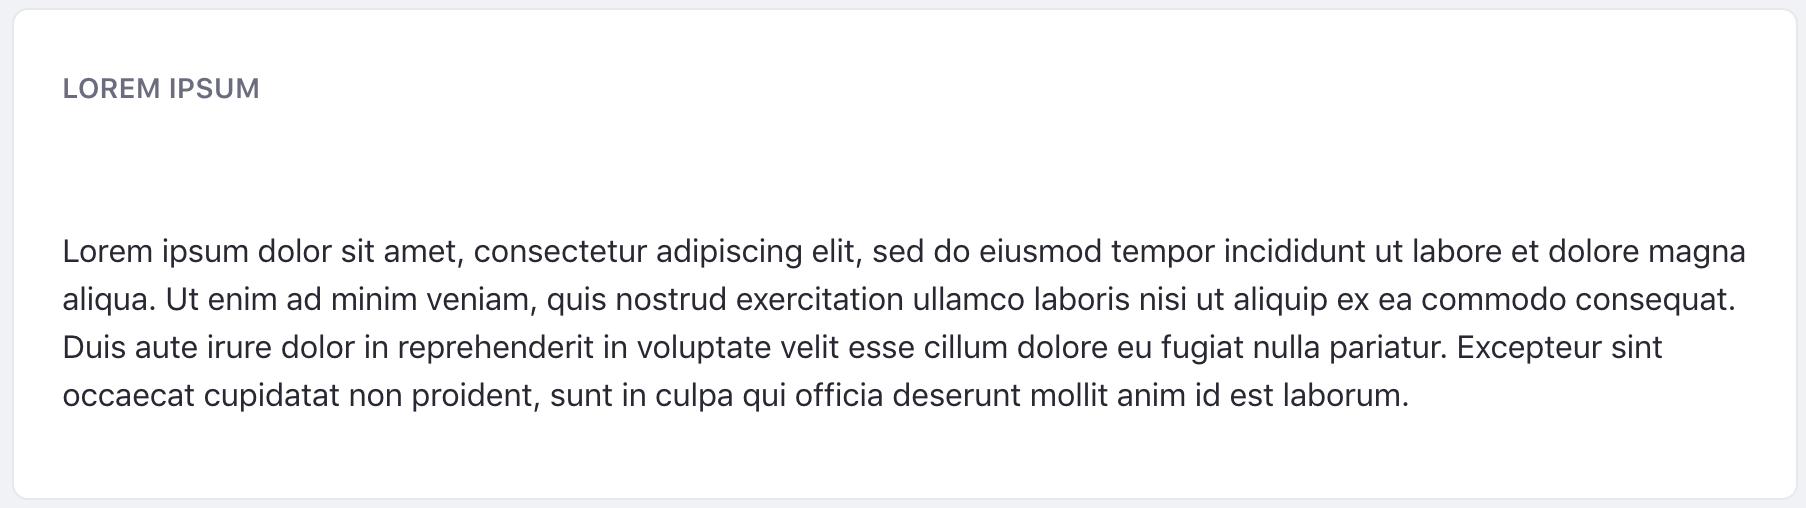 LOREM IPSUM
Lorem ipsum dolor sit amet, consectetur adipiscing elit, sed do eiusmod tempor incididunt ut labore et dolore magna
aliqua. Ut enim ad minim veniam, quis nostrud exercitation ullamco laboris nisi ut aliquip ex ea commodo consequat.
Duis aute irure dolor in reprehenderit in voluptate velit esse cillum dolore eu fugiat nulla pariatur. Excepteur sint
occaecat cupidatat non proident, sunt in culpa qui officia deserunt mollit anim id est laborum.